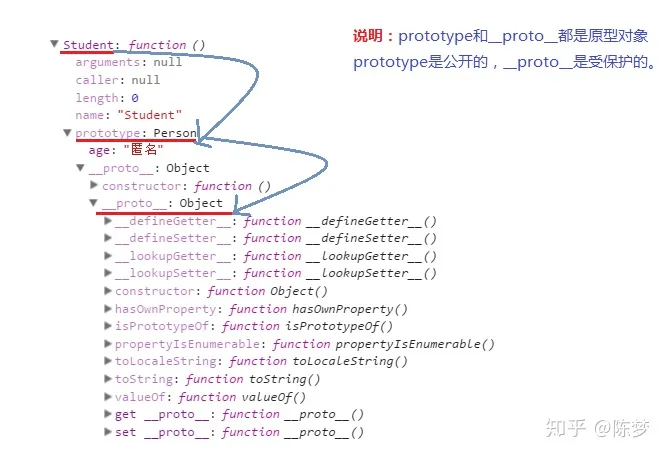 说明：prototype和__proto__都是原型对象
prototype是公开的，__proto__是受保护的。
Student: function ()
arguments: null
caller: null
length: 0
name: "Student"
prototype: Person
age: "匿名"
__proto__: Object
constructor: function ()
__proto__: Object
__defineGetter__: function __defineGetter__()
__defineSetter__: function __defineSetter__()
__lookupGetter__: function __lookupGetter__()
__lookupSetter__: function __lookupSetter__()
constructor: function Object()
hasOwnProperty: function hasOwnProperty()
isPrototypeOf: function isPrototypeOf()
propertyIsEnumerable: function propertyIsEnumerable()
toLocaleString: function toLocaleString()
toString: function toString()
valueOf: function valueOf()
get __proto__: function __proto__()
set __proto__: function __proto__()
知乎 @陈梦